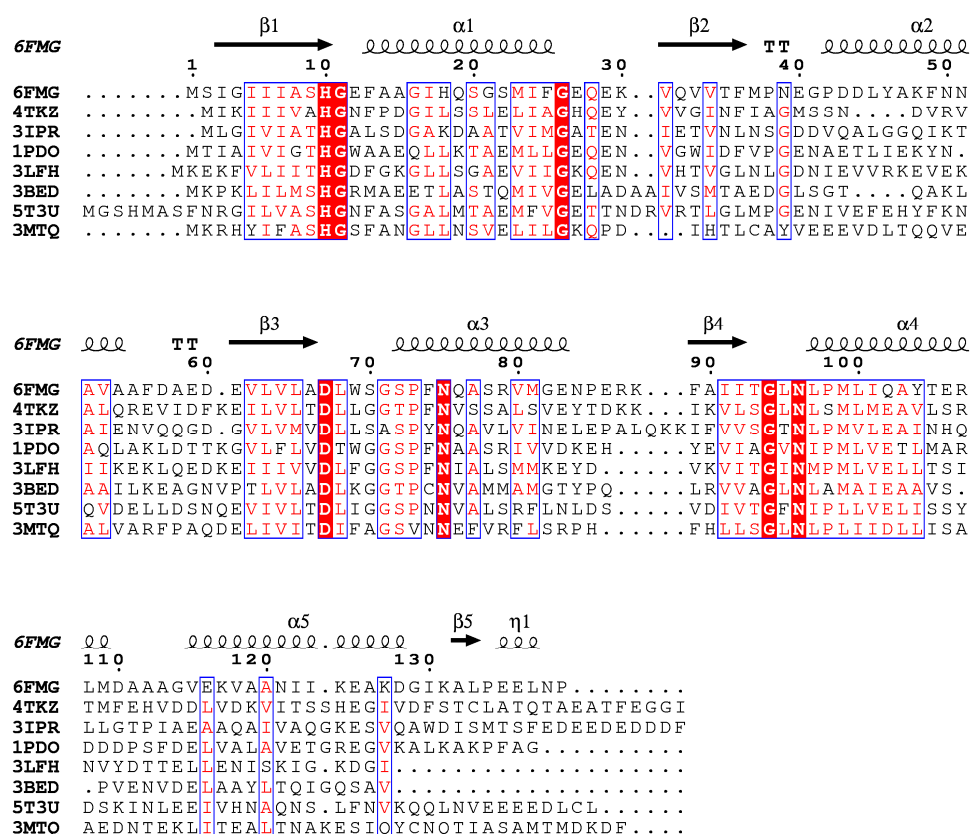 β1 α1 β2 α2
6FMG TT
1 10 20 30 40 50
6FMG .......MSIGIIIASHGEFAAGIHQSGSMIFGEQEK..VQVVTFMPNEGPDDLYAKFNN
4TKZ ........MIKIIIVAHGNFPDGILSSLELIAGHQEY..VVGINFIAGMSSN....DVRV
3IPR .......MLGIVIATHGALSDGAKDAATVIMGATEN..IETVNLNSGDDVQALGGQIKT
1PDO .......MTIAIVIGTHGWAAEQLLKTAEMLLGEQEN..VGWIDFVPGENAETLIEKYN.
3LFH ......MKEKFVLIITHGDFGKGLLSGAEVIIGKQEN..VHTVGLNLGDNIEVVRKEVEK
3BED .......MKPKLILMSHGRMAEETLASTQMIVGELADAAIVSMTAEDGLSGT....QAKL
5T3U MGSHMASFNRGILVASHGNFASGALMTAEMFVGETTNDRVRTLGLMPGENIVEFEHYFKN
3MTQ .......MKRHYIFASHGSFANGLLNSVELILGKQPD...IHTLCAYVEEEVDLTQQVE
β3 α3 β4 α4
6FMG TT
60 70 80 90 100
6FMG AVAAFDAED.EVLVLADLWSGSPFNQASRVMGENPERK...FAIITGLNLPMLIQAYTER
4TKZ ALQREVIDFKEILVLTDLLGGTPFNVSSALSVEYTDKK...IKVLSGLNLSMLMEAVLSR
3IPR AIENVQQGD.GVLVMVDLLSASPYNQAVLVINELEPALQKKIFVVSGTNLPMVLEAINHQ
1PDO AQLAKLDTTKGVLFLVDTWGGSPFNAASRIVVDKEH.....YEVIAGVNIPMLVETLMAR
3LFH IIKEKLQEDKEIIIVVDLFGGSPFNIALSMMKEYD......VKVITGINMPMLVELLTSI
3BED AAILKEAGNVPTLVLADLKGGTPCNVAMMAMGTYPQ.....LRVVAGLNLAMAIEAAVS.
5T3U QVDELLDSNQEVIVLTDLIGGSPNNVALSRFLNLDS.....VDIVTGFNIPLLVELISSY
3MTQ ALVARFPAQDELIVLTDIFAGSVNNEFVRFLSRPH......FHLLSGLNLPLIIDLLISA
α5 β5 η1
6FMG .
110 120 130
6FMG LMDAAAGVEKVAANII.KEAKDGIKALPEELNP........
4TKZ TMFEHVDDLVDKVITSSHEGIVDFSTCLATQTAEATFEGGI
3IPR LLGTPIAEAAQAIVAQGKESVQAWDISMTSFEDEEDEDDDF
1PDO DDDPSFDELVALAVETGREGVKALKAKPFAG..........
3LFH NVYDTTELLENISKIG.KDGI....................
3BED .PVENVDELAAYLTQIGQSAV....................
5T3U DSKINLEEIVHNAQNS.LFNVKQQLNVEEEEDLCL......
3MTQ AEDNTEKLITEALTNAKESIQYCNQTIASAMTMDKDF....